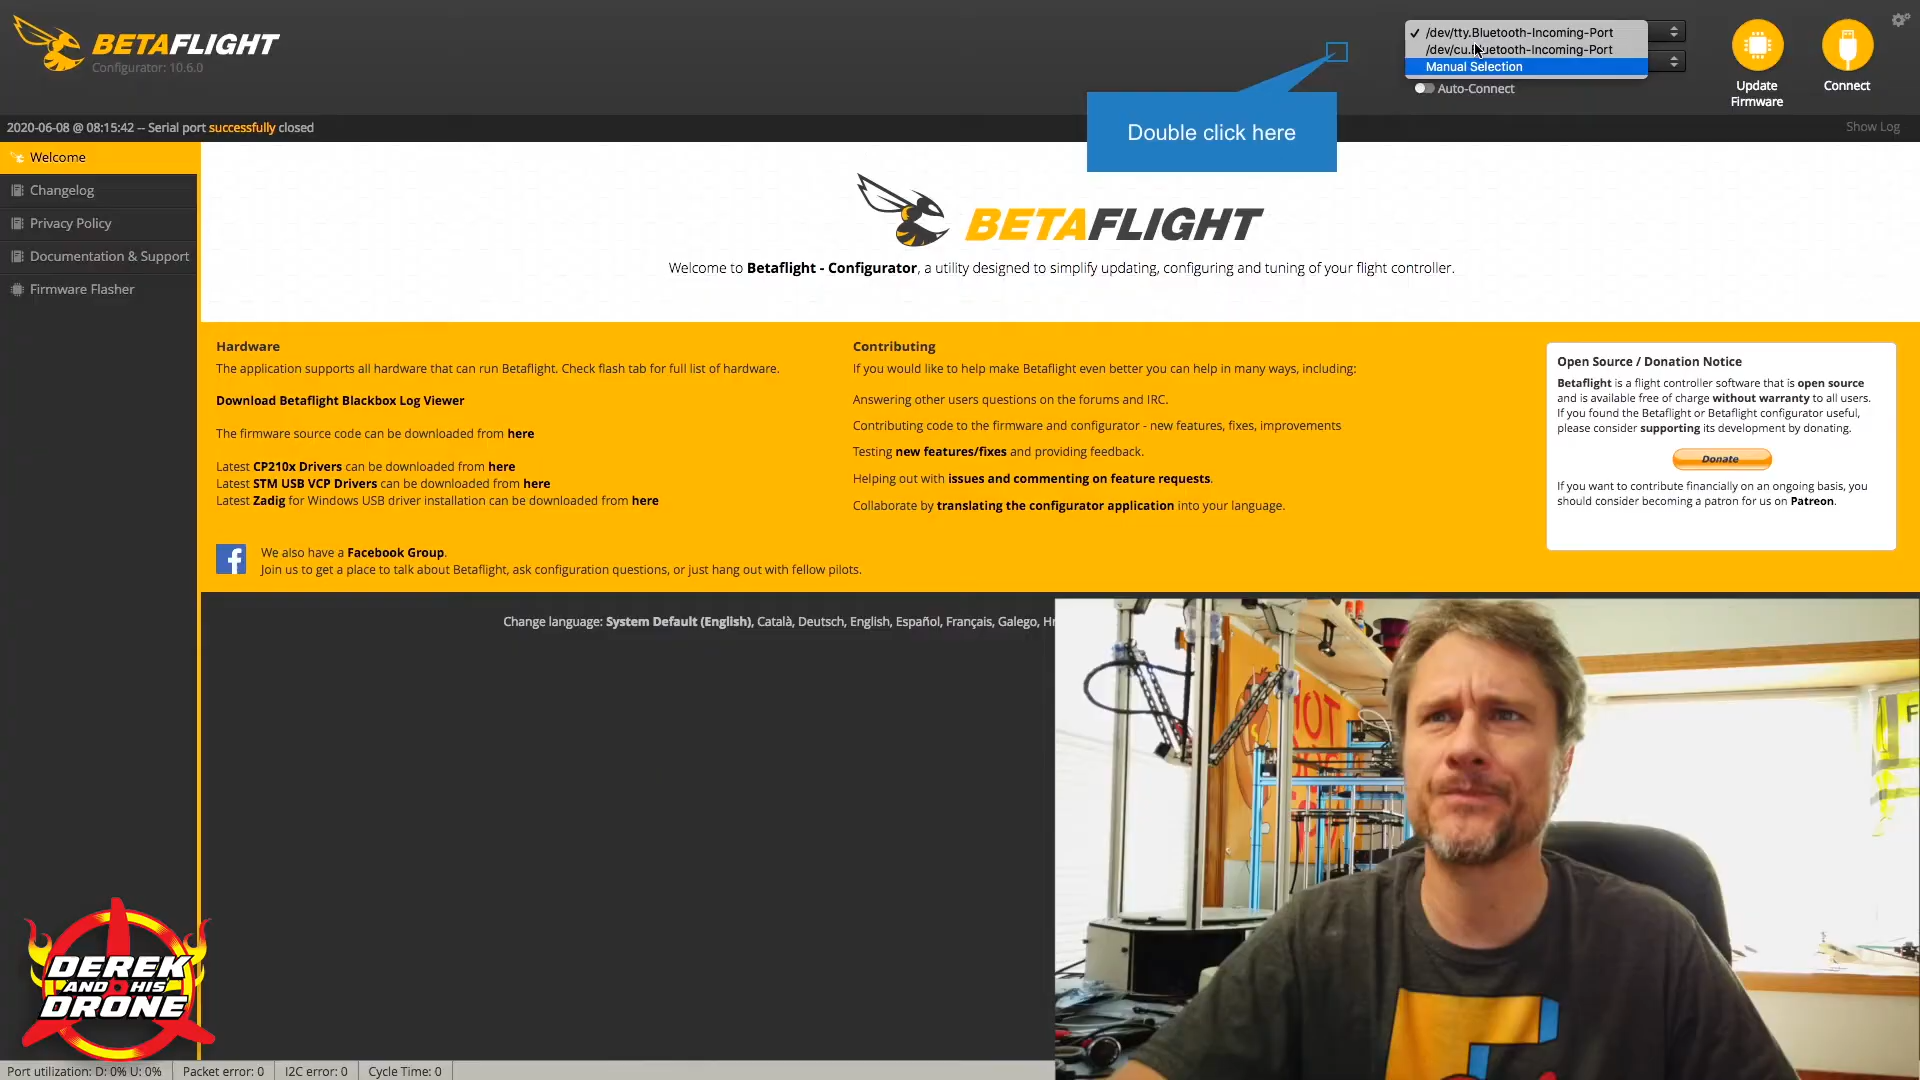 BETAFLIGHT
Configurator: 10.6.0
✓ /dev/tty.Bluetooth-Incoming-Port
/dev/cu.Bluetooth-Incoming-Port
Manual Selection
Auto-Connect
Update
Firmware
Connect
Double click here
2020-06-08 @ 08:15:42 -- Serial port successfully closed
Show Log
Welcome
Changelog
Privacy Policy
Documentation & Support
Firmware Flasher
BETAFLIGHT
Welcome to Betaflight - Configurator, a utility designed to simplify updating, configuring and tuning of your flight controller.
Hardware
The application supports all hardware that can run Betaflight. Check flash tab for full list of hardware.
Download Betaflight Blackbox Log Viewer
The firmware source code can be downloaded from here
Latest CP210x Drivers can be downloaded from here
Latest STM USB VCP Drivers can be downloaded from here
Latest Zadig for Windows USB driver installation can be downloaded from here
We also have a Facebook Group.
Join us to get a place to talk about Betaflight, ask configuration questions, or just hang out with fellow pilots.
Contributing
If you would like to help make Betaflight even better you can help in many ways, including:
Answering other users questions on the forums and IRC.
Contributing code to the firmware and configurator - new features, fixes, improvements
Testing new features/fixes and providing feedback.
Helping out with issues and commenting on feature requests.
Collaborate by translating the configurator application into your language.
Open Source / Donation Notice
Betaflight is a flight controller software that is open source
and is available free of charge without warranty to all users.
If you found the Betaflight or Betaflight configurator useful,
please consider supporting its development by donating.
Donate
If you want to contribute financially on an ongoing basis, you
should consider becoming a patron for us on Patreon.
Change language: System Default (English), Català, Deutsch, English, Español, Français, Galego,
DEREK
AND HIS
DRONE
Port utilization: D: 0% U: 0%
Packet error: 0
I2C error: 0
Cycle Time: 0